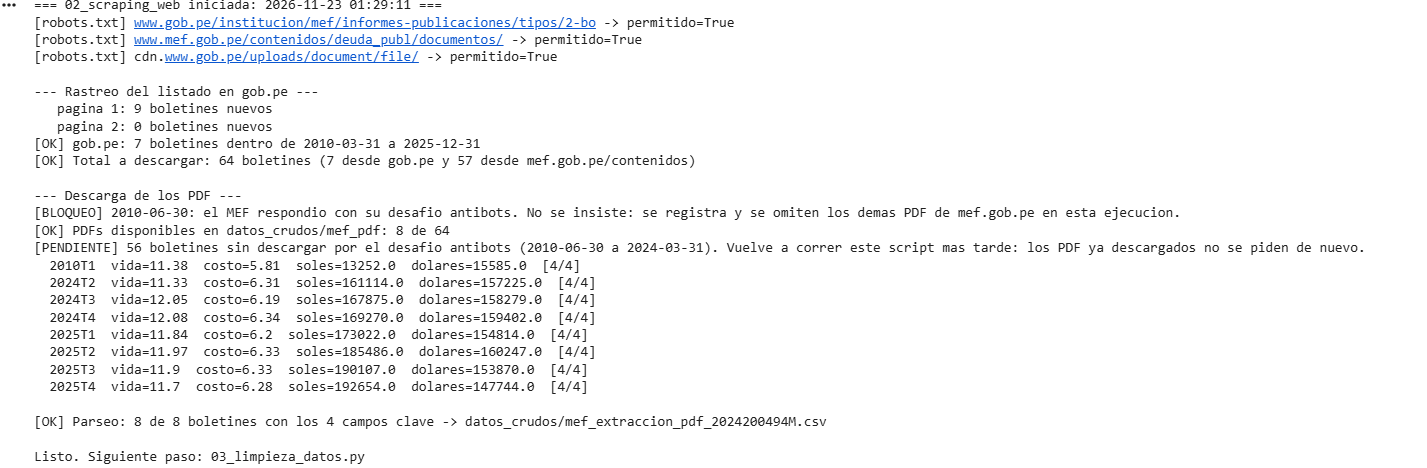 === 02_scraping_web iniciada: 2026-11-23 01:29:11 ===
[robots.txt] www.gob.pe/institucion/mef/informes-publicaciones/tipos/2-bo -> permitido=True
[robots.txt] www.mef.gob.pe/contenidos/deuda_publ/documentos/ -> permitido=True
[robots.txt] cdn.www.gob.pe/uploads/document/file/ -> permitido=True
--- Rastreo del listado en gob.pe ---
pagina 1: 9 boletines nuevos
pagina 2: 0 boletines nuevos
[OK] gob.pe: 7 boletines dentro de 2010-03-31 a 2025-12-31
[OK] Total a descargar: 64 boletines (7 desde gob.pe y 57 desde mef.gob.pe/contenidos)
--- Descarga de los PDF ---
[BLOQUEO] 2010-06-30: el MEF respondio con su desafio antibots. No se insiste: se registra y se omiten los demas PDF de mef.gob.pe en esta ejecucion.
[OK] PDFs disponibles en datos_crudos/mef_pdf: 8 de 64
[PENDIENTE] 56 boletines sin descargar por el desafio antibots (2010-06-30 a 2024-03-31). Vuelve a correr este script mas tarde: los PDF ya descargados no se piden de nuevo.
2010T1  vida=11.38  costo=5.81  soles=13252.0  dolares=15585.0  [4/4]
2024T2  vida=11.33  costo=6.31  soles=161114.0  dolares=157225.0  [4/4]
2024T3  vida=12.05  costo=6.19  soles=167875.0  dolares=158279.0  [4/4]
2024T4  vida=12.08  costo=6.34  soles=169270.0  dolares=159402.0  [4/4]
2025T1  vida=11.84  costo=6.2  soles=173022.0  dolares=154814.0  [4/4]
2025T2  vida=11.97  costo=6.33  soles=185486.0  dolares=160247.0  [4/4]
2025T3  vida=11.9  costo=6.33  soles=190107.0  dolares=153870.0  [4/4]
2025T4  vida=11.7  costo=6.28  soles=192654.0  dolares=147744.0  [4/4]
[OK] Parseo: 8 de 8 boletines con los 4 campos clave -> datos_crudos/mef_extraccion_pdf_2024200494M.csv
Listo. Siguiente paso: 03_limpieza_datos.py